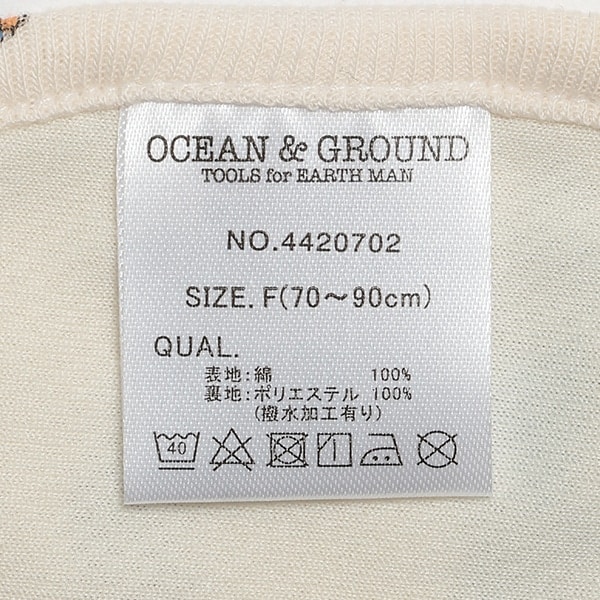 OCEAN & GROUND
TOOLS for EARTH MAN
NO.4420702
SIZE. F(70～90cm)
QUAL.
表地:綿 100%
裏地:ポリエステル 100%
(撥水加工有り)
40